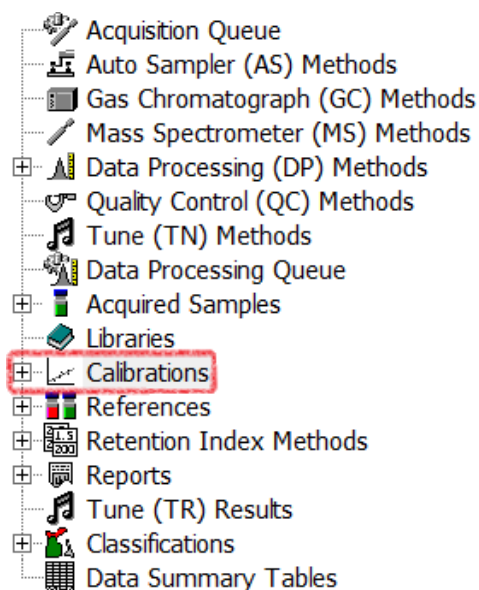 Acquisition Queue
Auto Sampler (AS) Methods
Gas Chromatograph (GC) Methods
Mass Spectrometer (MS) Methods
Data Processing (DP) Methods
Quality Control (QC) Methods
Tune (TN) Methods
Data Processing Queue
Acquired Samples
Libraries
Calibrations
References
Retention Index Methods
Reports
Tune (TR) Results
Classifications
Data Summary Tables